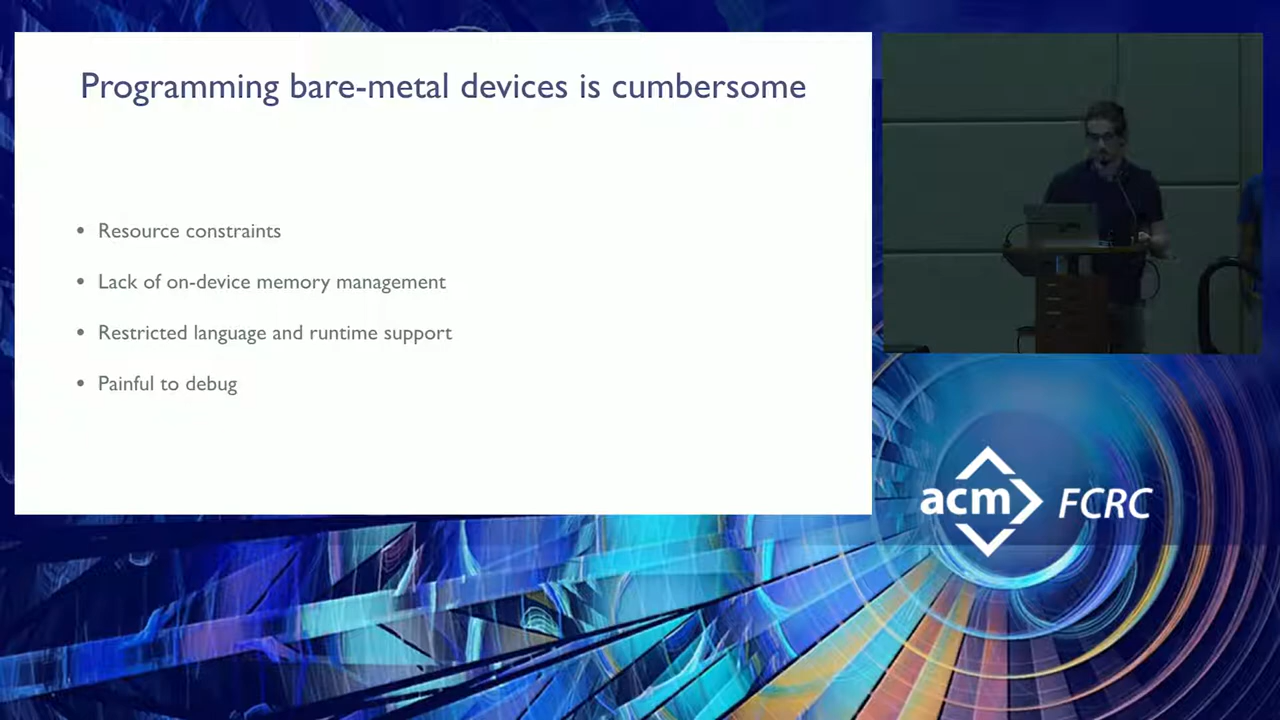 Programming bare-metal devices is cumbersome
• Resource constraints
• Lack of on-device memory management
• Restricted language and runtime support
• Painful to debug
acm FCRC